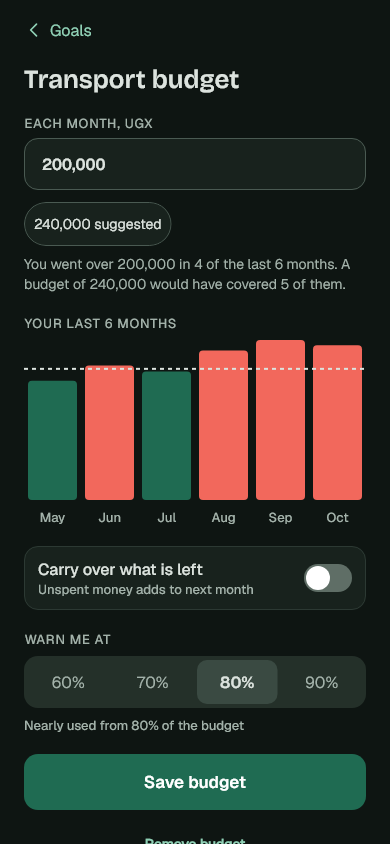 Goals
Transport budget
EACH MONTH, UGX
200,000
240,000 suggested
You went over 200,000 in 4 of the last 6 months. A
budget of 240,000 would have covered 5 of them.
YOUR LAST 6 MONTHS
May Jun Jul Aug Sep Oct
Carry over what is left
Unspent money adds to next month
WARN ME AT
60% 70% 80% 90%
Nearly used from 80% of the budget
Save budget
Remove budget